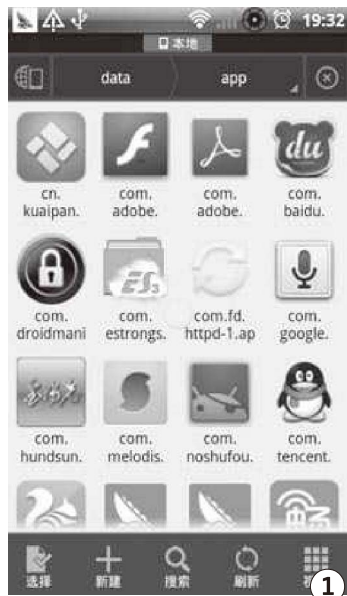 19:32
本地
data app
cn. com. com. com.
kuaipan. adobe. adobe. baidu.
du
com. com. com.fd. com.
droidmani estrongs. httpd-1.ap google.
com. com. com. com.
hundsun. melodis. noshufou. tencent.
选择 新建 搜索 刷新
1